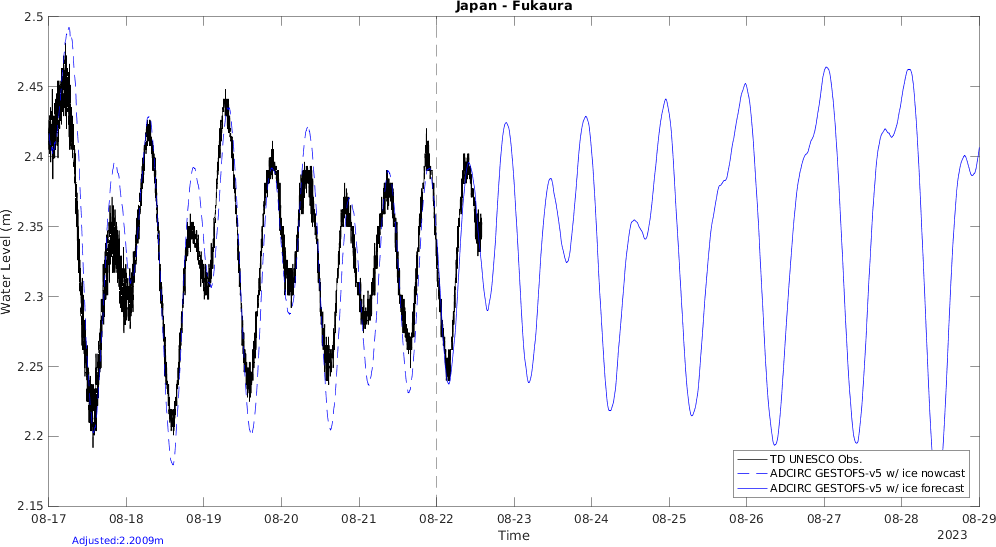 Japan - Fukaura
Water Level (m)
2.5
2.45
2.4
2.35
2.3
2.25
2.2
2.15
TD UNESCO Obs.
ADCIRC GESTOFS-v5 w/ ice nowcast
ADCIRC GESTOFS-v5 w/ ice forecast
08-17 08-18 08-19 08-20 08-21 08-22 08-23 08-24 08-25 08-26 08-27 08-28 08-29
Time
2023
Adjusted:2.2009m